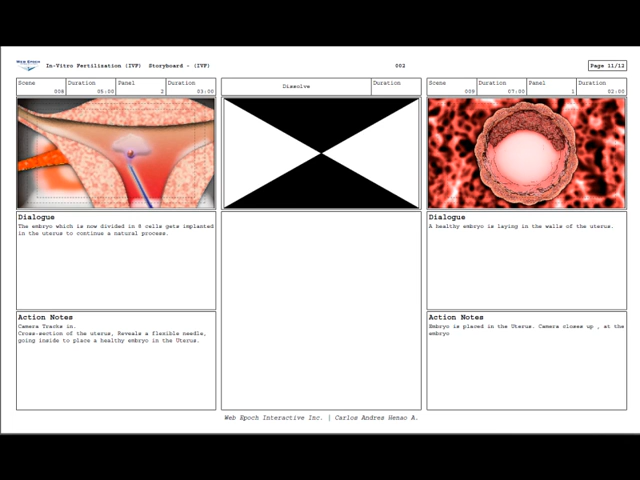 Web Epoch
In-Vitro Fertilization (IVF) Storyboard - (IVF)
002
Page 11/12
Scene
008
Duration
05:00
Panel
2
Duration
03:00
Dissolve
Duration
Scene
009
Duration
07:00
Panel
1
Duration
02:00
Dialogue
The embryo which is now divided in 8 cells gets implanted
in the uterus to continue a natural process.
Dialogue
A healthy embryo is laying in the walls of the uterus.
Action Notes
Camera Tracks in.
Cross-section of the uterus, Reveals a flexible needle,
going inside to place a healthy embryo in the Uterus.
Action Notes
Embryo is placed in the Uterus. Camera closes up , at the
embryo
Web Epoch Interactive Inc. | Carlos Andres Henao A.